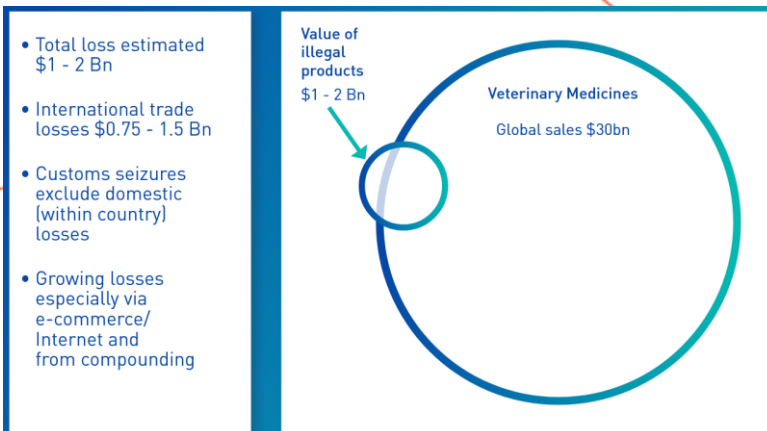 • Total loss estimated
$1 - 2 Bn
• International trade
losses $0.75 - 1.5 Bn
• Customs seizures
exclude domestic
(within country)
losses
• Growing losses
especially via
e-commerce/
Internet and
from compounding
Value of
illegal
products
$1 - 2 Bn
Veterinary Medicines
Global sales $30bn